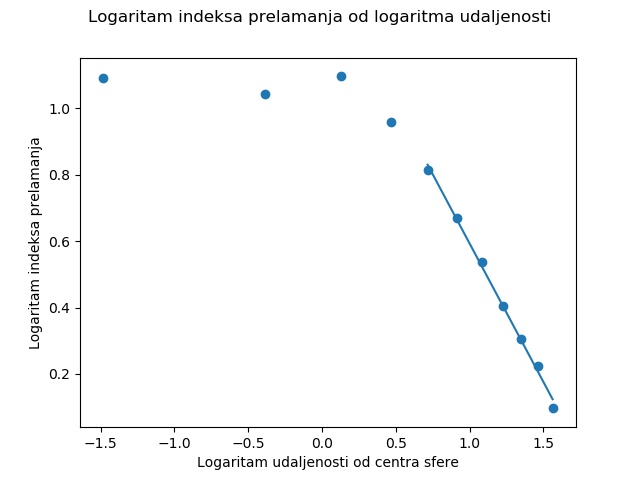 Logaritam indeksa prelamanja od logaritma udaljenosti
Logaritam indeksa prelamanja
1.0
0.8
0.6
0.4
0.2
−1.5 −1.0 −0.5 0.0 0.5 1.0 1.5
Logaritam udaljenosti od centra sfere